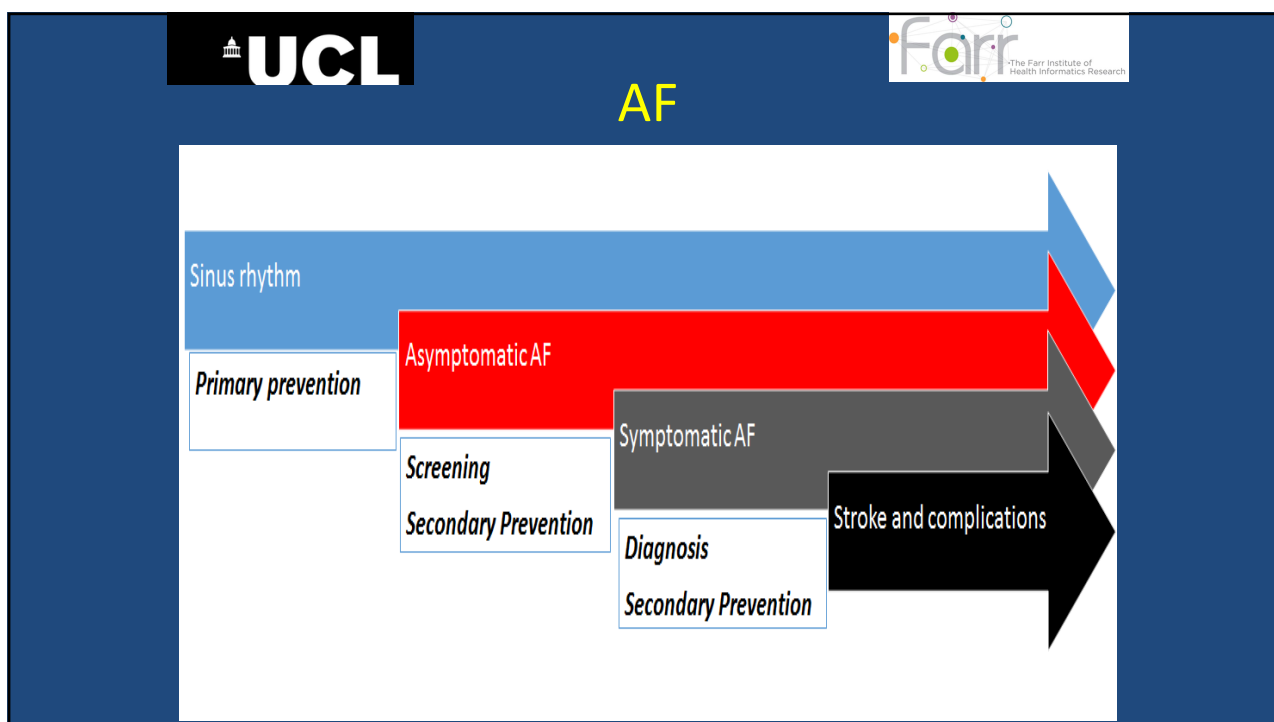 UCL
Farr
The Farr Institute of
Health Informatics Research
AF
Sinus rhythm
Primary prevention
Asymptomatic AF
Screening
Secondary Prevention
Symptomatic AF
Diagnosis
Secondary Prevention
Stroke and complications